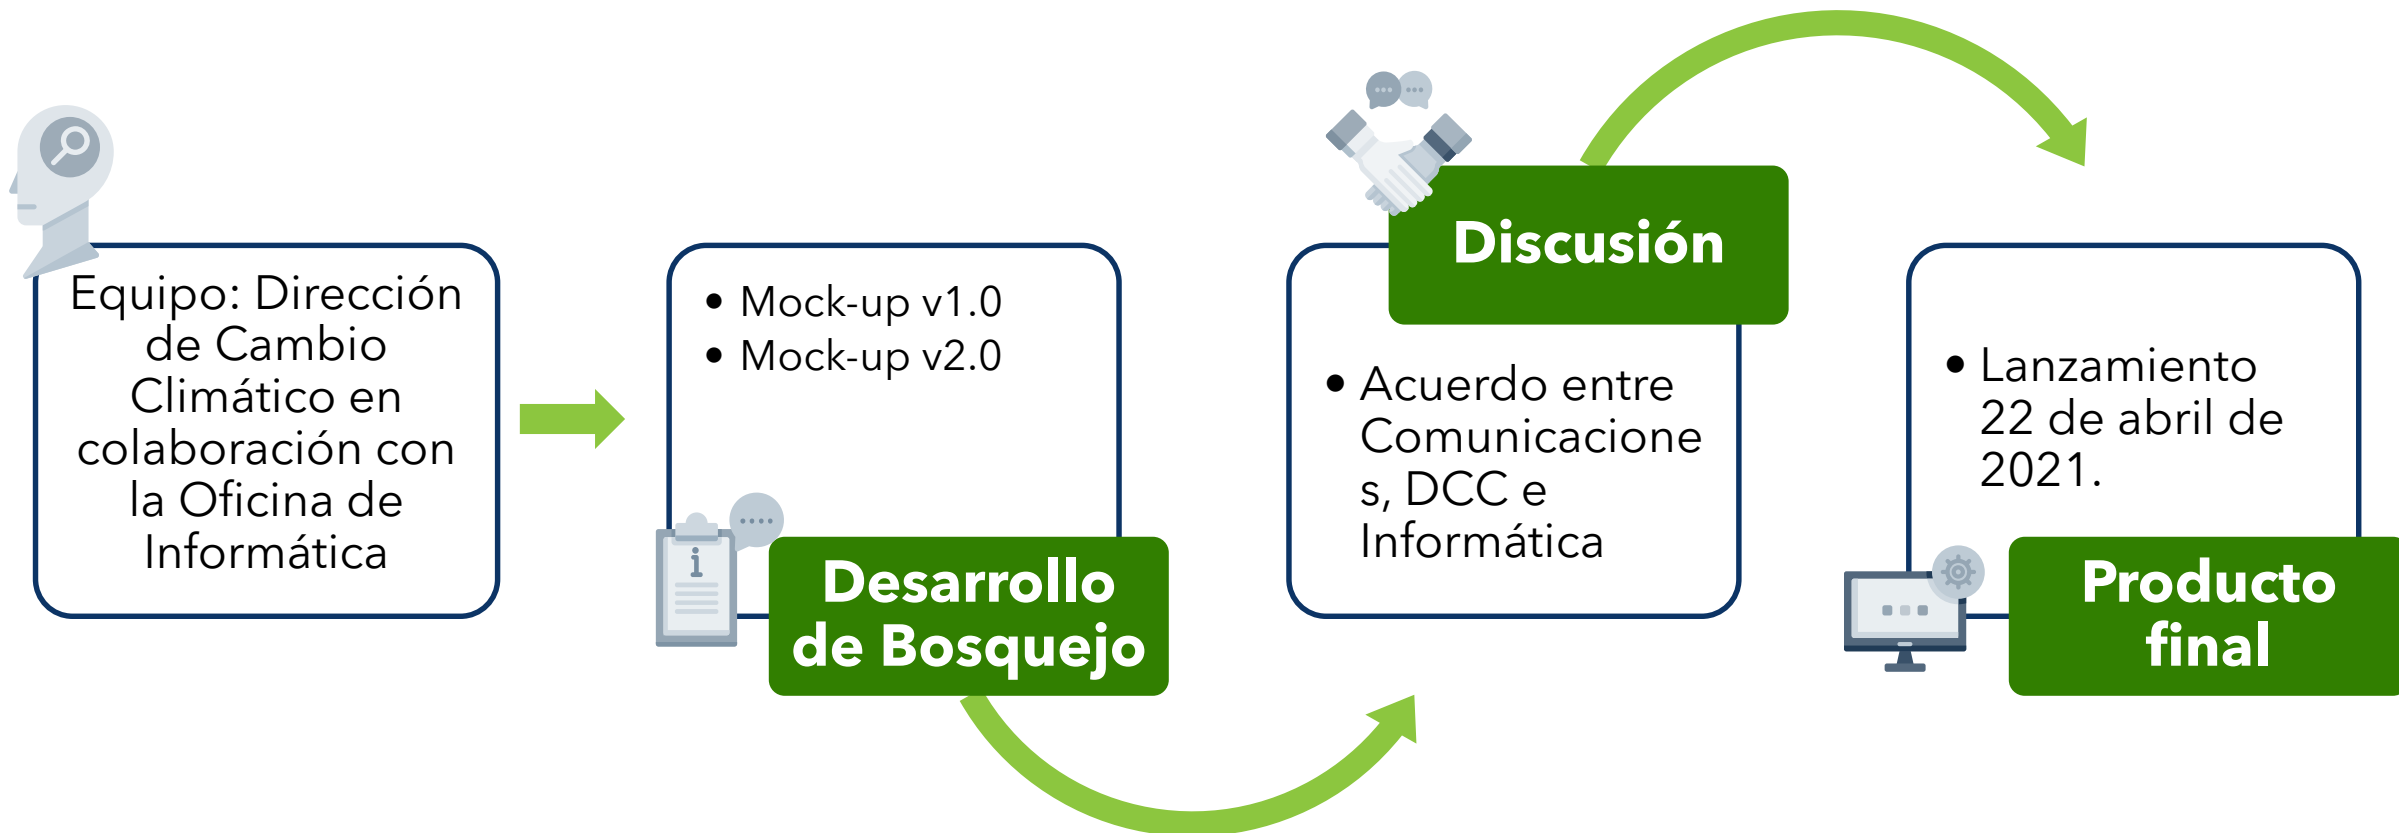 Equipo: Dirección
de Cambio
Climático en
colaboración con
la Oficina de
Informática
• Mock-up v1.0
• Mock-up v2.0
Desarrollo
de Bosquejo
Discusión
• Acuerdo entre
Comunicacione
s, DCC e
Informática
• Lanzamiento
22 de abril de
2021.
Producto
final